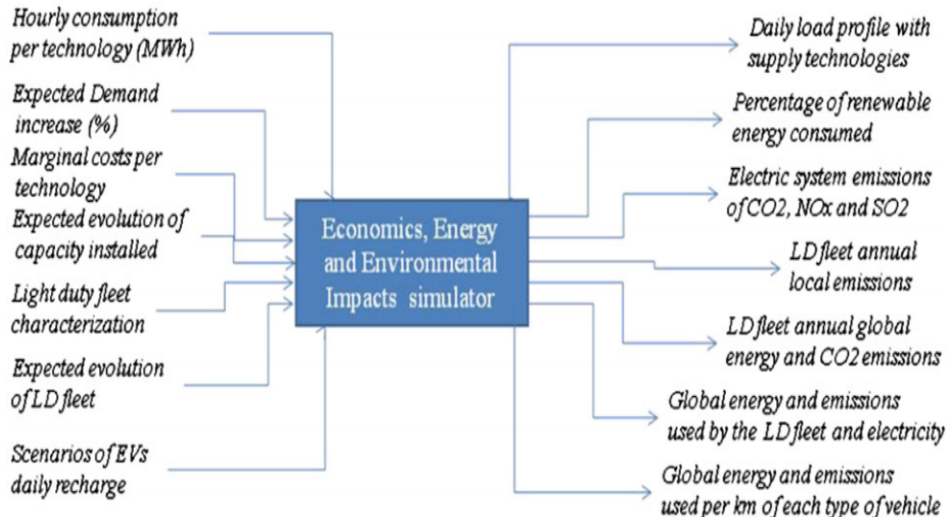 Hourly consumption
per technology (MWh)
Expected Demand
increase (%)
Marginal costs per
technology
Expected evolution of
capacity installed
Light duty fleet
characterization
Expected evolution
of LD fleet
Scenarios of EVs
daily recharge
Economics, Energy
and Environmental
Impacts simulator
Daily load profile with
supply technologies
Percentage of renewable
energy consumed
Electric system emissions
of CO2, NOx and SO2
LD fleet annual
local emissions
LD fleet annual global
energy and CO2 emissions
Global energy and emissions
used by the LD fleet and electricity
Global energy and emissions
used per km of each type of vehicle